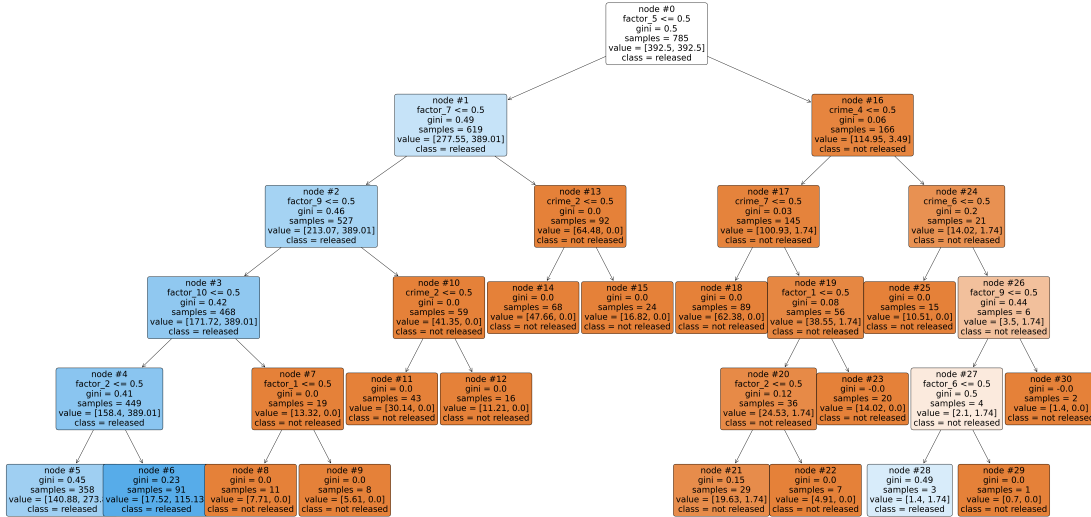 node #0
factor_5 <= 0.5
gini = 0.5
samples = 785
value = [392.5, 392.5]
class = released
node #1
factor_7 <= 0.5
gini = 0.49
samples = 619
value = [277.55, 389.01]
class = released
node #16
crime_4 <= 0.5
gini = 0.06
samples = 166
value = [114.95, 3.49]
class = not released
node #2
factor_9 <= 0.5
gini = 0.46
samples = 527
value = [213.07, 389.01]
class = released
node #13
crime_2 <= 0.5
gini = 0.0
samples = 92
value = [64.48, 0.0]
class = not released
node #17
crime_7 <= 0.5
gini = 0.03
samples = 145
value = [100.93, 1.74]
class = not released
node #24
crime_6 <= 0.5
gini = 0.2
samples = 21
value = [14.02, 1.74]
class = not released
node #3
factor_10 <= 0.5
gini = 0.42
samples = 468
value = [171.72, 389.01]
class = released
node #10
crime_2 <= 0.5
gini = 0.0
samples = 59
value = [41.35, 0.0]
class = not released
node #14
gini = 0.0
samples = 68
value = [47.66, 0.0]
class = not released
node #15
gini = 0.0
samples = 24
value = [16.82, 0.0]
class = not released
node #18
gini = 0.0
samples = 89
value = [62.38, 0.0]
class = not released
node #19
factor_1 <= 0.5
gini = 0.08
samples = 56
value = [38.55, 1.74]
class = not released
node #25
gini = 0.0
samples = 15
value = [10.51, 0.0]
class = not released
node #26
factor_9 <= 0.5
gini = 0.44
samples = 6
value = [3.5, 1.74]
class = not released
node #4
factor_2 <= 0.5
gini = 0.41
samples = 449
value = [158.4, 389.01]
class = released
node #7
factor_1 <= 0.5
gini = 0.0
samples = 19
value = [13.32, 0.0]
class = not released
node #11
gini = 0.0
samples = 43
value = [30.14, 0.0]
class = not released
node #12
gini = 0.0
samples = 16
value = [11.21, 0.0]
class = not released
node #20
factor_2 <= 0.5
gini = 0.12
samples = 36
value = [24.53, 1.74]
class = not released
node #23
gini = -0.0
samples = 20
value = [14.02, 0.0]
class = not released
node #27
factor_6 <= 0.5
gini = 0.5
samples = 4
value = [2.1, 1.74]
class = not released
node #30
gini = -0.0
samples = 2
value = [1.4, 0.0]
class = not released
node #5
gini = 0.45
samples = 358
value = [140.88, 273.
class = released
node #6
gini = 0.23
samples = 91
value = [17.52, 115.13
class = released
node #8
gini = 0.0
samples = 11
value = [7.71, 0.0]
class = not released
node #9
gini = 0.0
samples = 8
value = [5.61, 0.0]
class = not released
node #21
gini = 0.15
samples = 29
value = [19.63, 1.74]
class = not released
node #22
gini = 0.0
samples = 7
value = [4.91, 0.0]
class = not released
node #28
gini = 0.49
samples = 3
value = [1.4, 1.74]
class = released
node #29
gini = 0.0
samples = 1
value = [0.7, 0.0]
class = not released